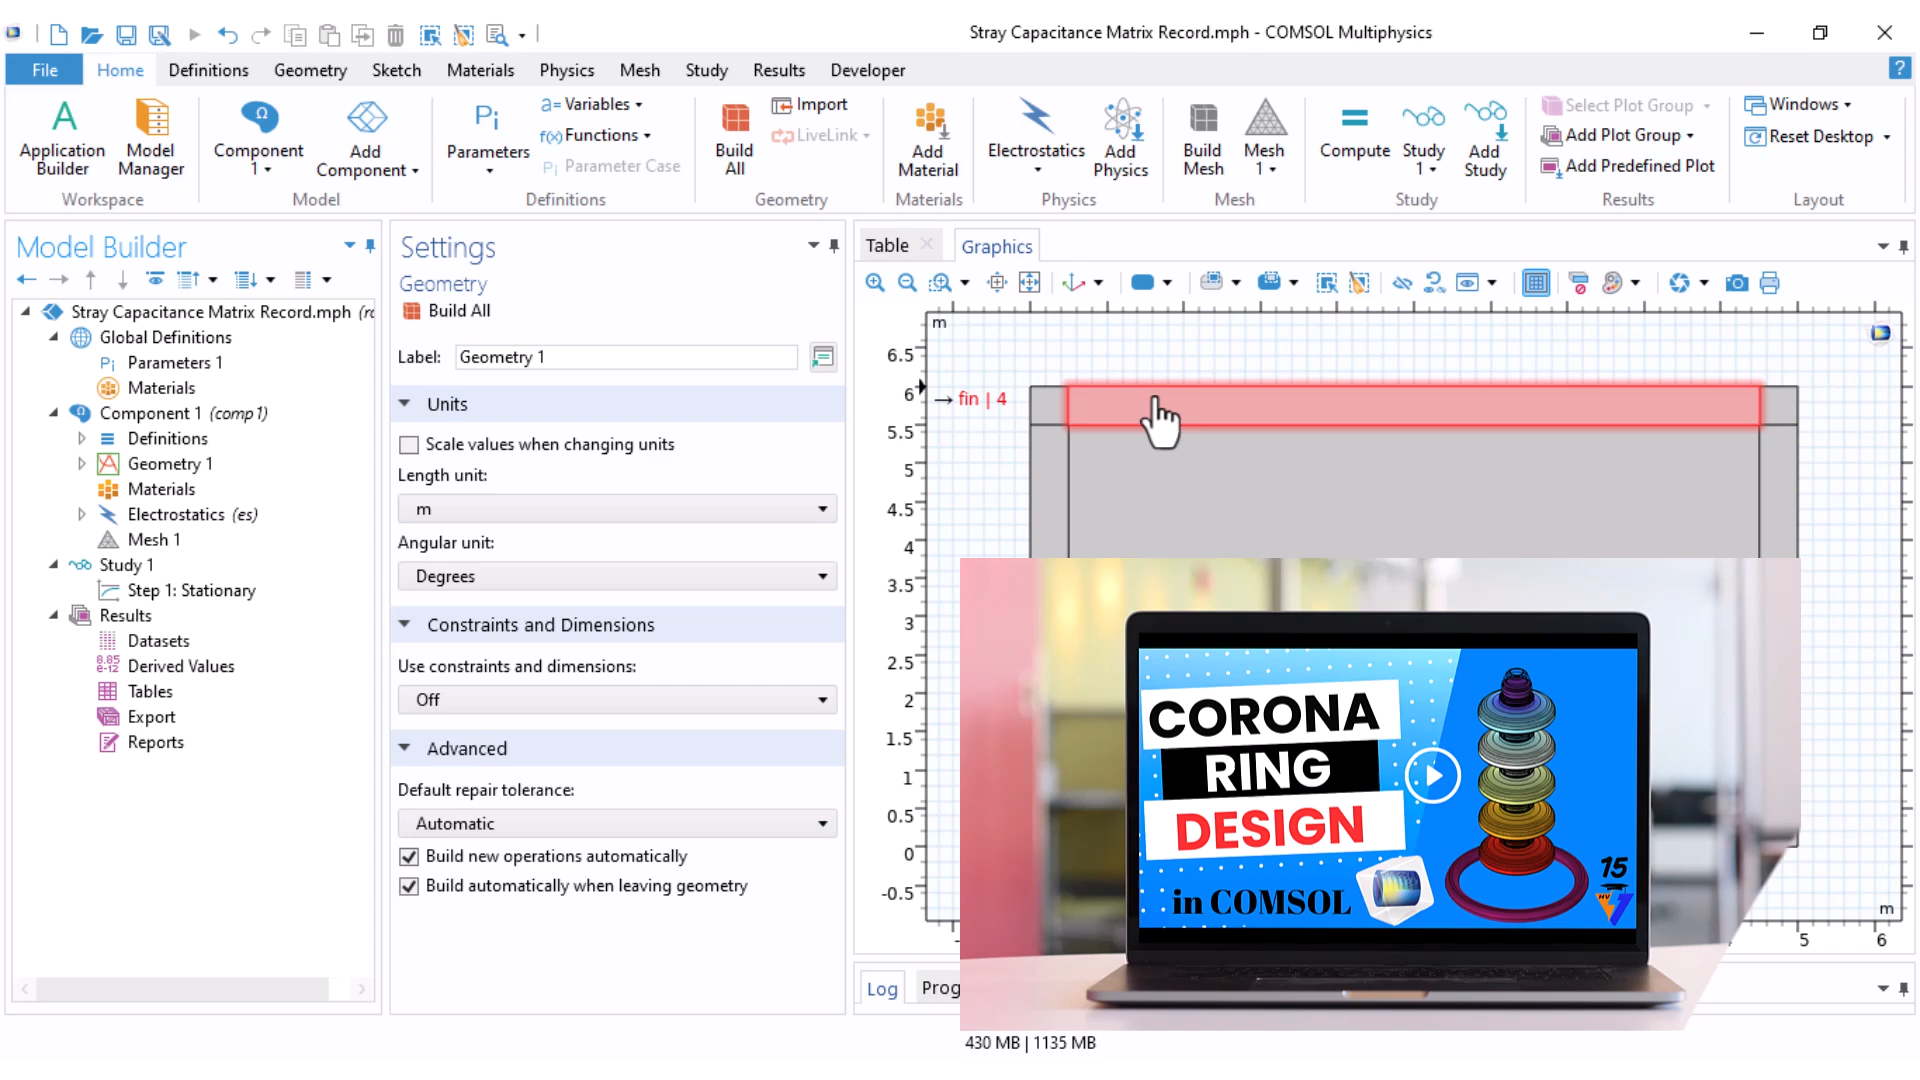 Stray Capacitance Matrix Record.mph - COMSOL Multiphysics
File Home Definitions Geometry Sketch Materials Physics Mesh Study Results Developer ?
Application Builder
Model Manager
Workspace
Component 1
Add Component
Model
Pi Parameters
a= Variables
f(x) Functions
Pi Parameter Case
Definitions
Build All
Import
LiveLink
Geometry
Add Material
Materials
Electrostatics
Add Physics
Physics
Build Mesh
Mesh 1
Mesh
Compute
Study 1
Add Study
Study
Select Plot Group
Add Plot Group
Add Predefined Plot
Results
Windows
Reset Desktop
Layout
Model Builder
Stray Capacitance Matrix Record.mph (ro
Global Definitions
Pi Parameters 1
Materials
Component 1 (comp1)
Definitions
Geometry 1
Materials
Electrostatics (es)
Mesh 1
Study 1
Step 1: Stationary
Results
Datasets
8.85 e-12 Derived Values
Tables
Export
Reports
Settings
Geometry
Build All
Label: Geometry 1
Units
Scale values when changing units
Length unit:
m
Angular unit:
Degrees
Constraints and Dimensions
Use constraints and dimensions:
Off
Advanced
Default repair tolerance:
Automatic
Build new operations automatically
Build automatically when leaving geometry
Table Graphics
m
6.5
6
→ fin | 4
5.5
5
4.5
4
3.5
3
2.5
2
1.5
1
0.5
0
-0.5
m
5 6
CORONA
RING
DESIGN
in COMSOL
15
HV
Log Prog
430 MB | 1135 MB